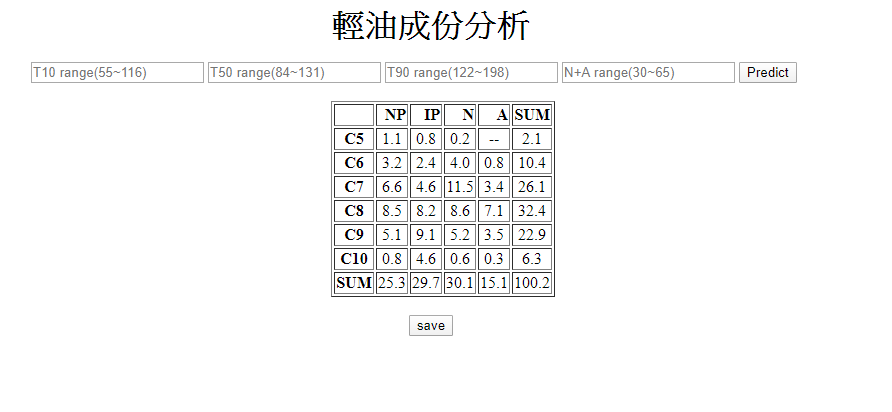 輕油成份分析
T10 range(55~116) T50 range(84~131) T90 range(122~198) N+A range(30~65) Predict
NP IP N A SUM
C5 1.1 0.8 0.2 -- 2.1
C6 3.2 2.4 4.0 0.8 10.4
C7 6.6 4.6 11.5 3.4 26.1
C8 8.5 8.2 8.6 7.1 32.4
C9 5.1 9.1 5.2 3.5 22.9
C10 0.8 4.6 0.6 0.3 6.3
SUM 25.3 29.7 30.1 15.1 100.2
save